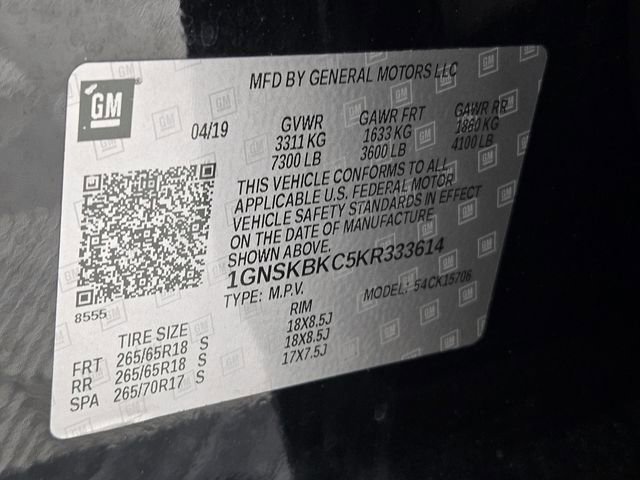 MFD BY GENERAL MOTORS LLC
GM
04/19 GVWR GAWR FRT GAWR RR
3311 KG 1633 KG 1860 KG
7300 LB 3600 LB 4100 LB
THIS VEHICLE CONFORMS TO ALL
APPLICABLE U.S. FEDERAL MOTOR
VEHICLE SAFETY STANDARDS IN EFFECT
ON THE DATE OF MANUFACTURE
SHOWN ABOVE.
1GNSKBKC5KR333614
TYPE: M.P.V. MODEL: 54CK15706
8555
TIRE SIZE RIM
FRT 265/65R18 S 18X8.5J
RR 265/65R18 S 18X8.5J
SPA 265/70R17 S 17X7.5J